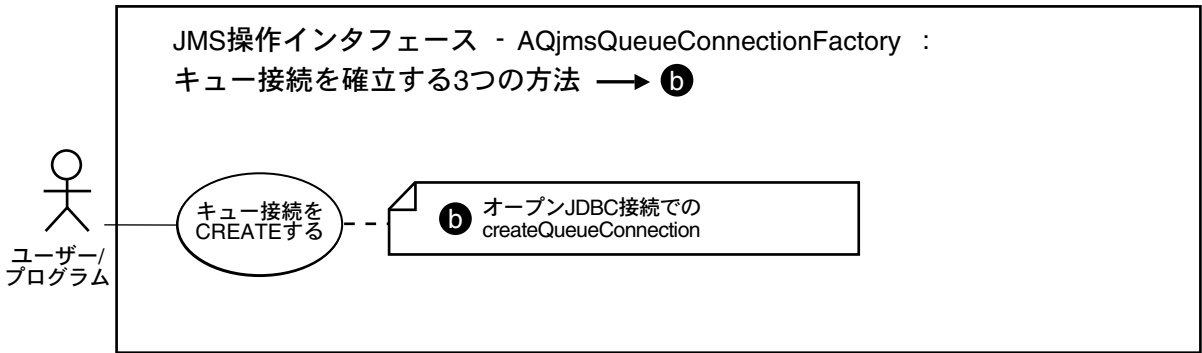 JMS操作インタフェース - AQjmsQueueConnectionFactory :
キュー接続を確立する3つの方法 → b
キュー接続を
CREATEする
b オープンJDBC接続での
createQueueConnection
ユーザー/
プログラム